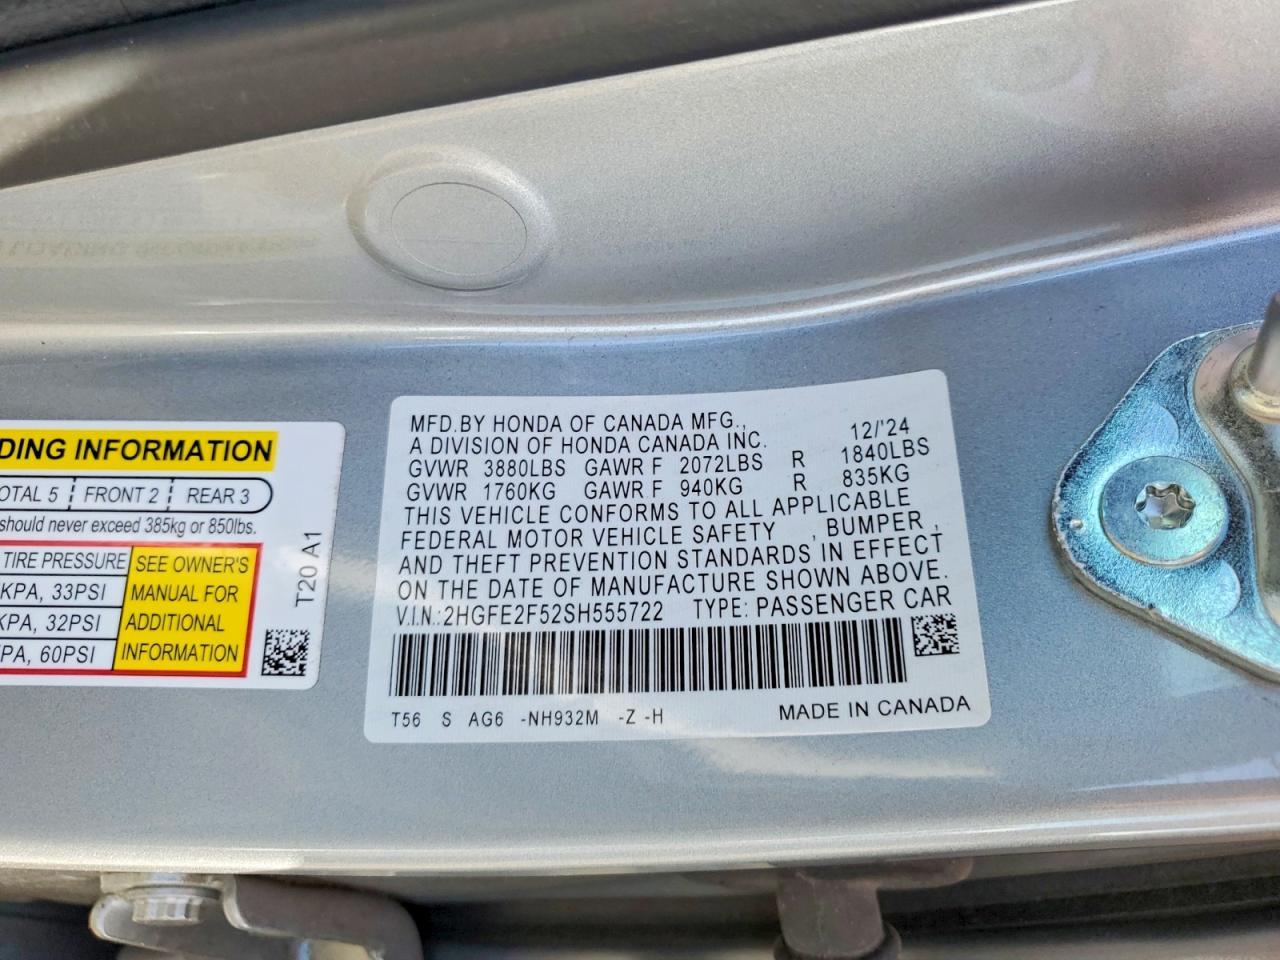 DING INFORMATION
OTAL 5 FRONT 2 REAR 3
should never exceed 385kg or 850lbs.
TIRE PRESSURE
KPA, 33PSI
KPA, 32PSI
KPA, 60PSI
SEE OWNER'S
MANUAL FOR
ADDITIONAL
INFORMATION
T20 A1
MFD.BY HONDA OF CANADA MFG., 12/'24
A DIVISION OF HONDA CANADA INC.
GVWR 3880LBS GAWR F 2072LBS R 1840LBS
GVWR 1760KG GAWR F 940KG R 835KG
THIS VEHICLE CONFORMS TO ALL APPLICABLE
FEDERAL MOTOR VEHICLE SAFETY , BUMPER ,
AND THEFT PREVENTION STANDARDS IN EFFECT
ON THE DATE OF MANUFACTURE SHOWN ABOVE.
V.I.N.:2HGFE2F52SH555722 TYPE: PASSENGER CAR
T56 S AG6 -NH932M -Z -H MADE IN CANADA